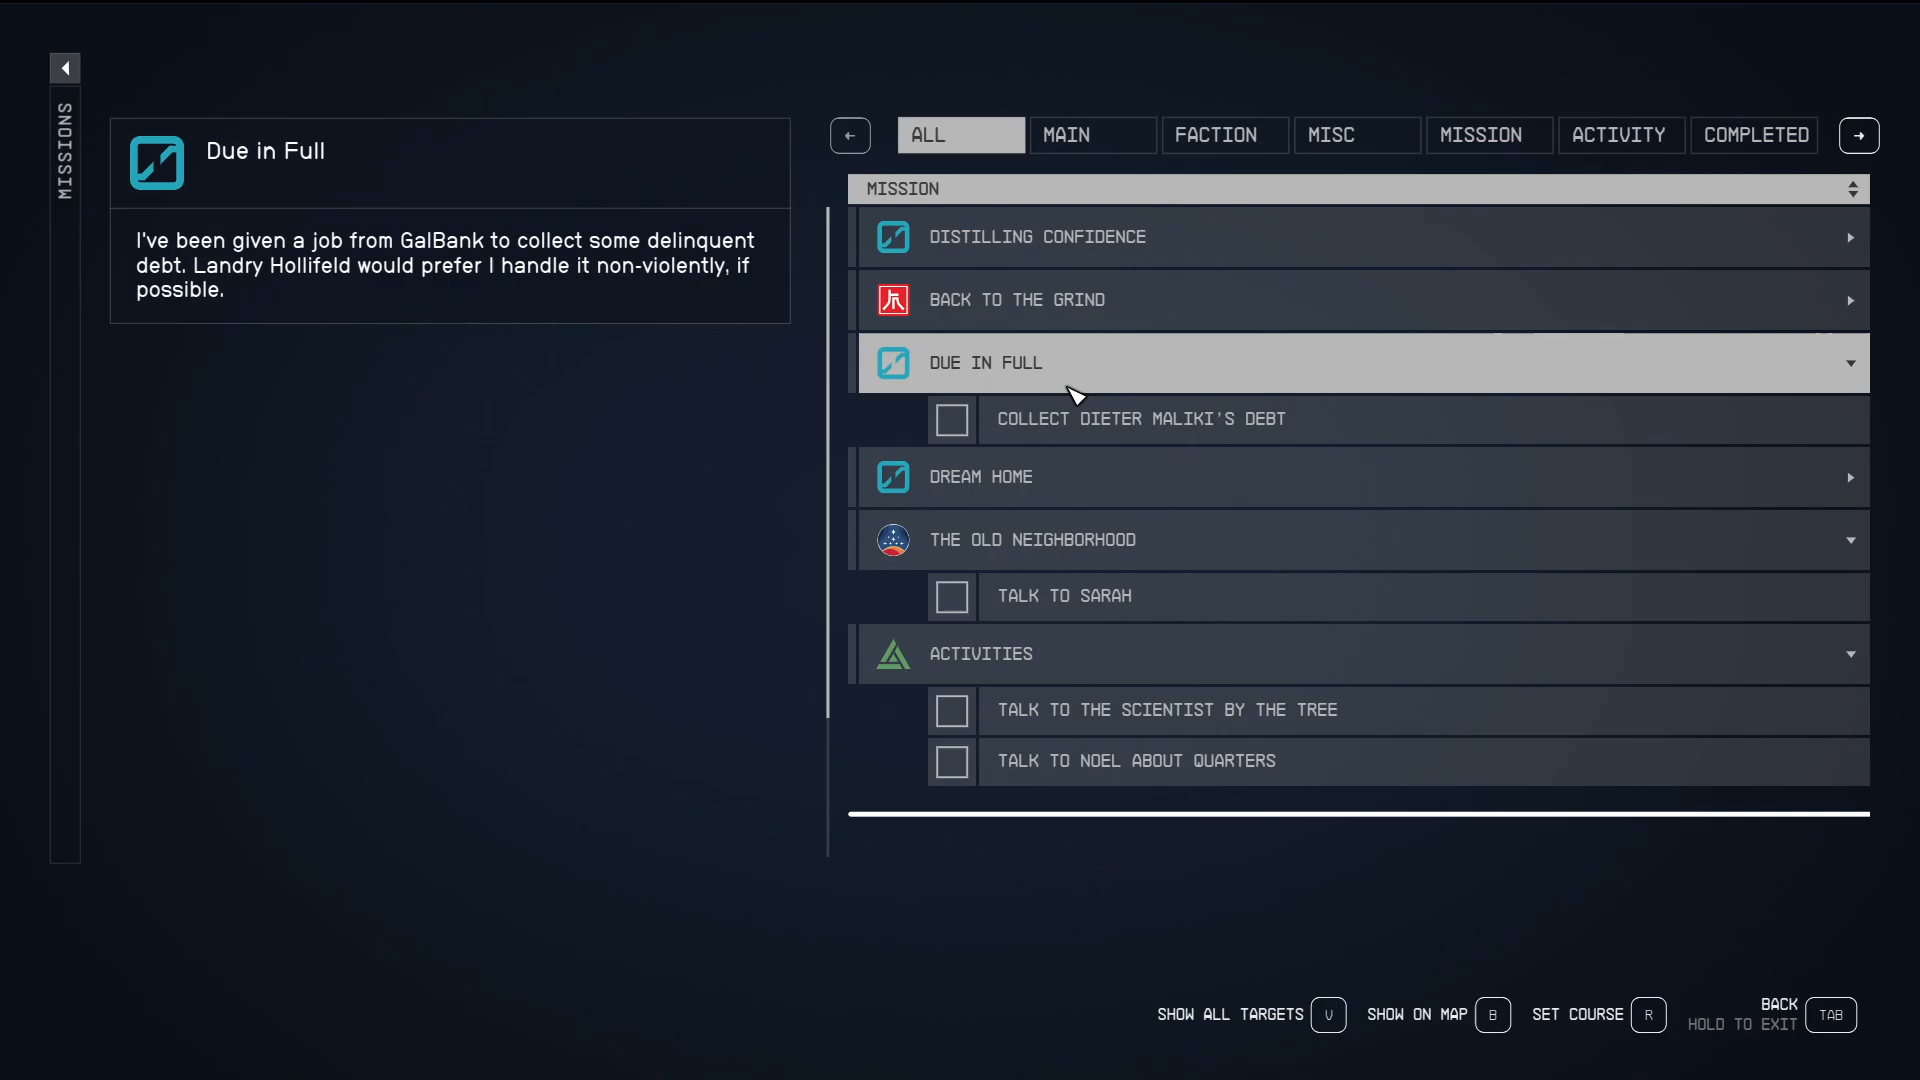 MISSIONS
Due in Full
I've been given a job from GalBank to collect some delinquent
debt. Landry Hollifeld would prefer I handle it non-violently, if
possible.
ALL MAIN FACTION MISC MISSION ACTIVITY COMPLETED
MISSION
DISTILLING CONFIDENCE
BACK TO THE GRIND
DUE IN FULL
COLLECT DIETER MALIKI'S DEBT
DREAM HOME
THE OLD NEIGHBORHOOD
TALK TO SARAH
ACTIVITIES
TALK TO THE SCIENTIST BY THE TREE
TALK TO NOEL ABOUT QUARTERS
SHOW ALL TARGETS V SHOW ON MAP B SET COURSE R BACK TAB
HOLD TO EXIT